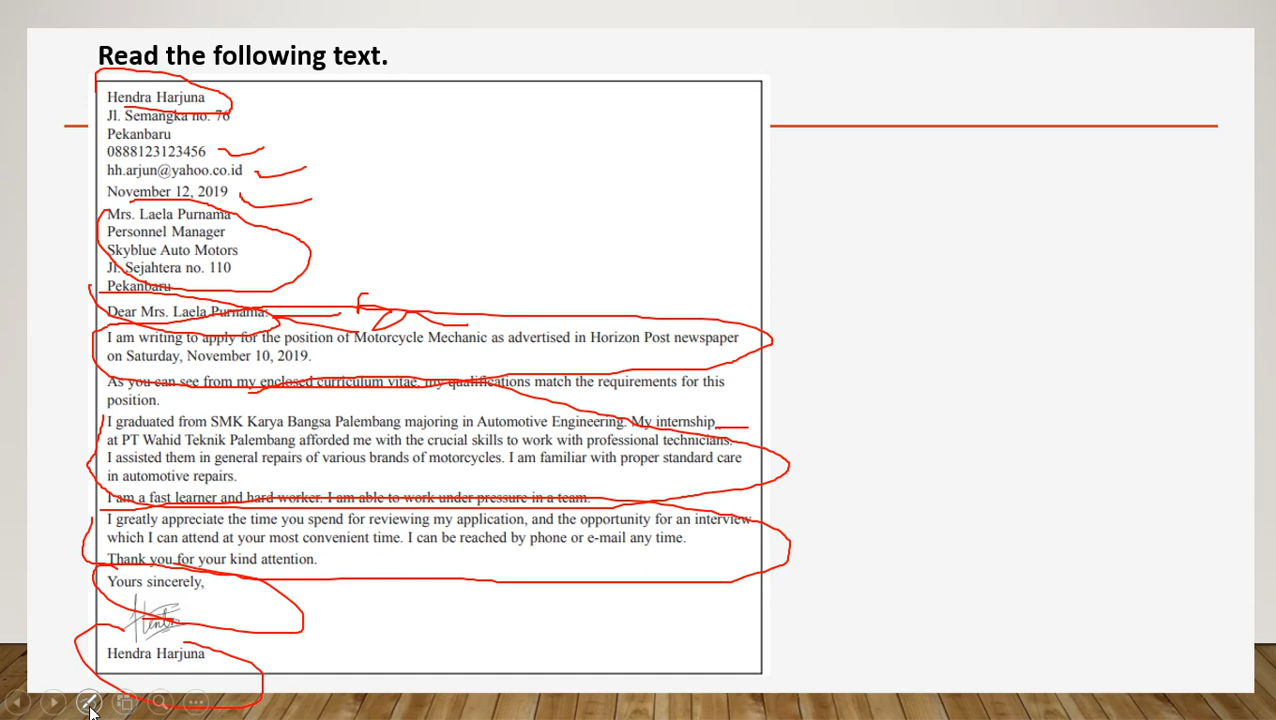 Read the following text.
Hendra Harjuna
Jl. Semangka no. 76
Pekanbaru
0888123123456
hh.arjun@yahoo.co.id
November 12, 2019
Mrs. Laela Purnama
Personnel Manager
Skyblue Auto Motors
Jl. Sejahtera no. 110
Pekanbaru
Dear Mrs. Laela Purnama:
I am writing to apply for the position of Motorcycle Mechanic as advertised in Horizon Post newspaper
on Saturday, November 10, 2019.
As you can see from my enclosed curriculum vitae, my qualifications match the requirements for this
position.
I graduated from SMK Karya Bangsa Palembang majoring in Automotive Engineering. My internship
at PT Wahid Teknik Palembang afforded me with the crucial skills to work with professional technicians.
I assisted them in general repairs of various brands of motorcycles. I am familiar with proper standard care
in automotive repairs.
I am a fast learner and hard worker. I am able to work under pressure in a team.
I greatly appreciate the time you spend for reviewing my application, and the opportunity for an interview
which I can attend at your most convenient time. I can be reached by phone or e-mail any time.
Thank you for your kind attention.
Yours sincerely,
Hendra Harjuna